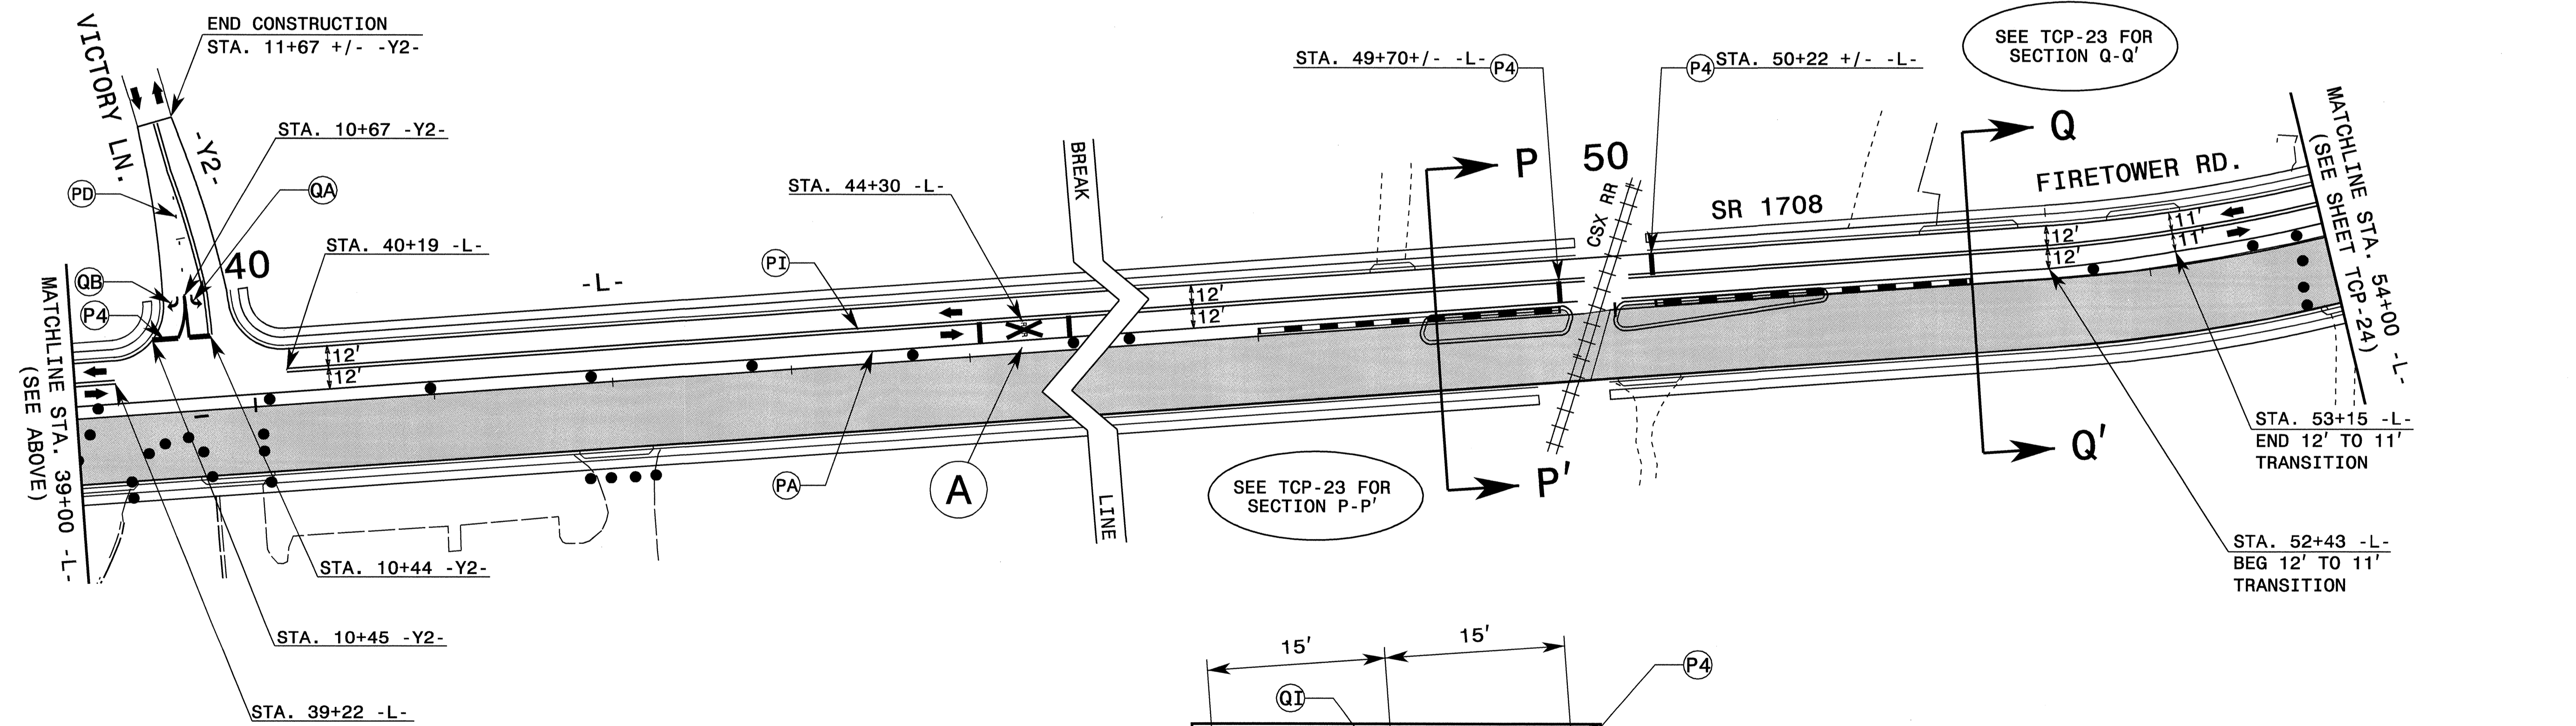 VICTORY LN.
END CONSTRUCTION
STA. 11+67 +/- -Y2-
-Y2-
STA. 10+67 -Y2-
PD
QA
STA. 40+19 -L-
40
QB
P4
MATCHLINE STA. 39+00 -L-
(SEE ABOVE)
12'
12'
-L-
PI
STA. 44+30 -L-
BREAK
LINE
PA
A
STA. 10+44 -Y2-
STA. 10+45 -Y2-
STA. 39+22 -L-
12'
12'
STA. 49+70+/- -L-
P4
P4
STA. 50+22 +/- -L-
SEE TCP-23 FOR
SECTION Q-Q'
P
50
CSX RR
SR 1708
Q
FIRETOWER RD.
12'
12'
11'
11'
MATCHLINE STA. 54+00 -L-
(SEE SHEET TCP-24)
P'
Q'
SEE TCP-23 FOR
SECTION P-P'
STA. 53+15 -L-
END 12' TO 11'
TRANSITION
STA. 52+43 -L-
BEG 12' TO 11'
TRANSITION
15'
15'
QI
P4